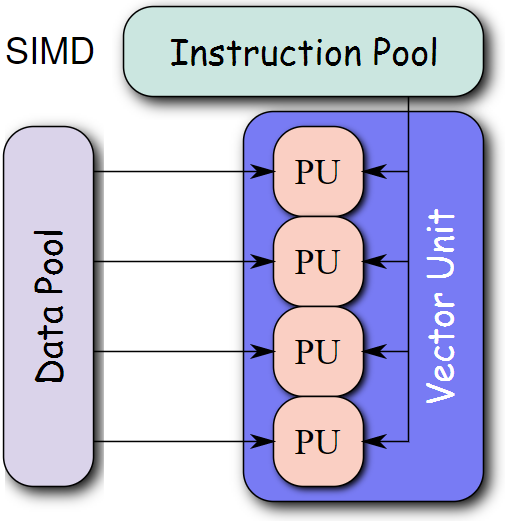 SIMD
Instruction Pool
Data Pool
PU
PU
PU
PU
Vector Unit